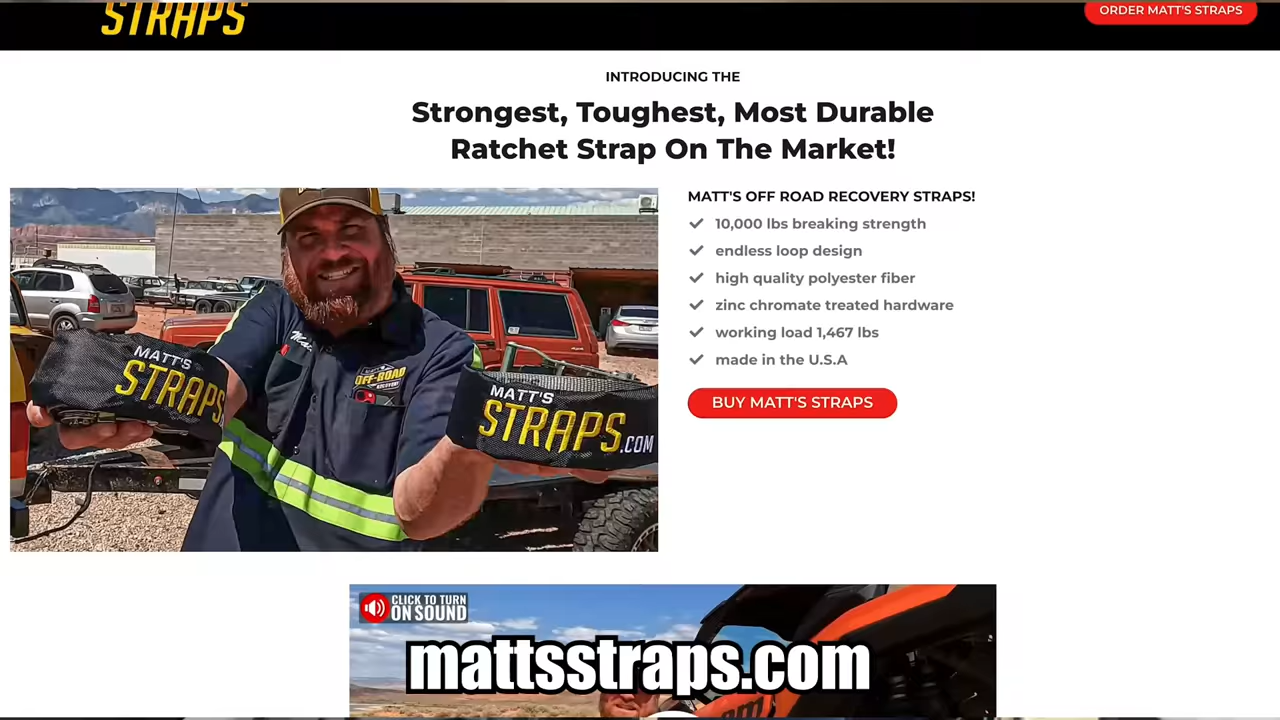 STRAPS
ORDER MATT'S STRAPS
INTRODUCING THE
Strongest, Toughest, Most Durable
Ratchet Strap On The Market!
MATT'S OFF ROAD RECOVERY STRAPS!
10,000 lbs breaking strength
endless loop design
high quality polyester fiber
zinc chromate treated hardware
working load 1,467 lbs
made in the U.S.A
BUY MATT'S STRAPS
MATT'S
STRAPS
MATT'S
OFF-ROAD
RECOVERY
MATT'S
STRAPS.COM
CLICK TO TURN
ON SOUND
mattsstraps.com